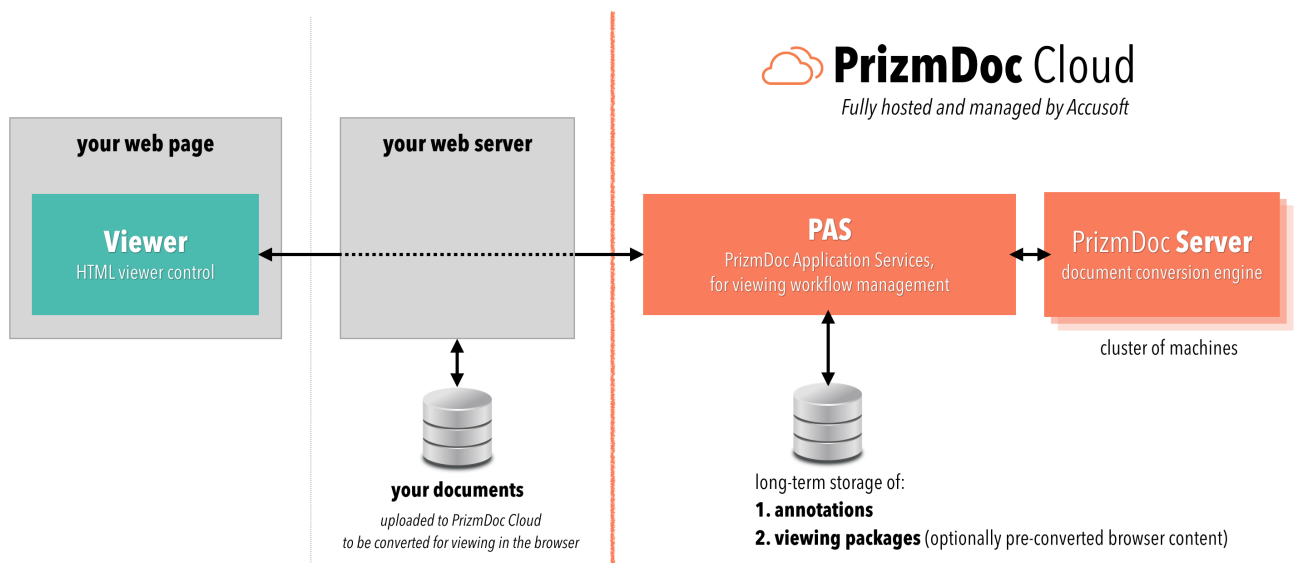 PrizmDoc Cloud
Fully hosted and managed by Accusoft
your web page
Viewer
HTML viewer control
your web server
PAS
PrizmDoc Application Services,
for viewing workflow management
PrizmDoc Server
document conversion engine
cluster of machines
your documents
uploaded to PrizmDoc Cloud
to be converted for viewing in the browser
long-term storage of:
1. annotations
2. viewing packages (optionally pre-converted browser content)